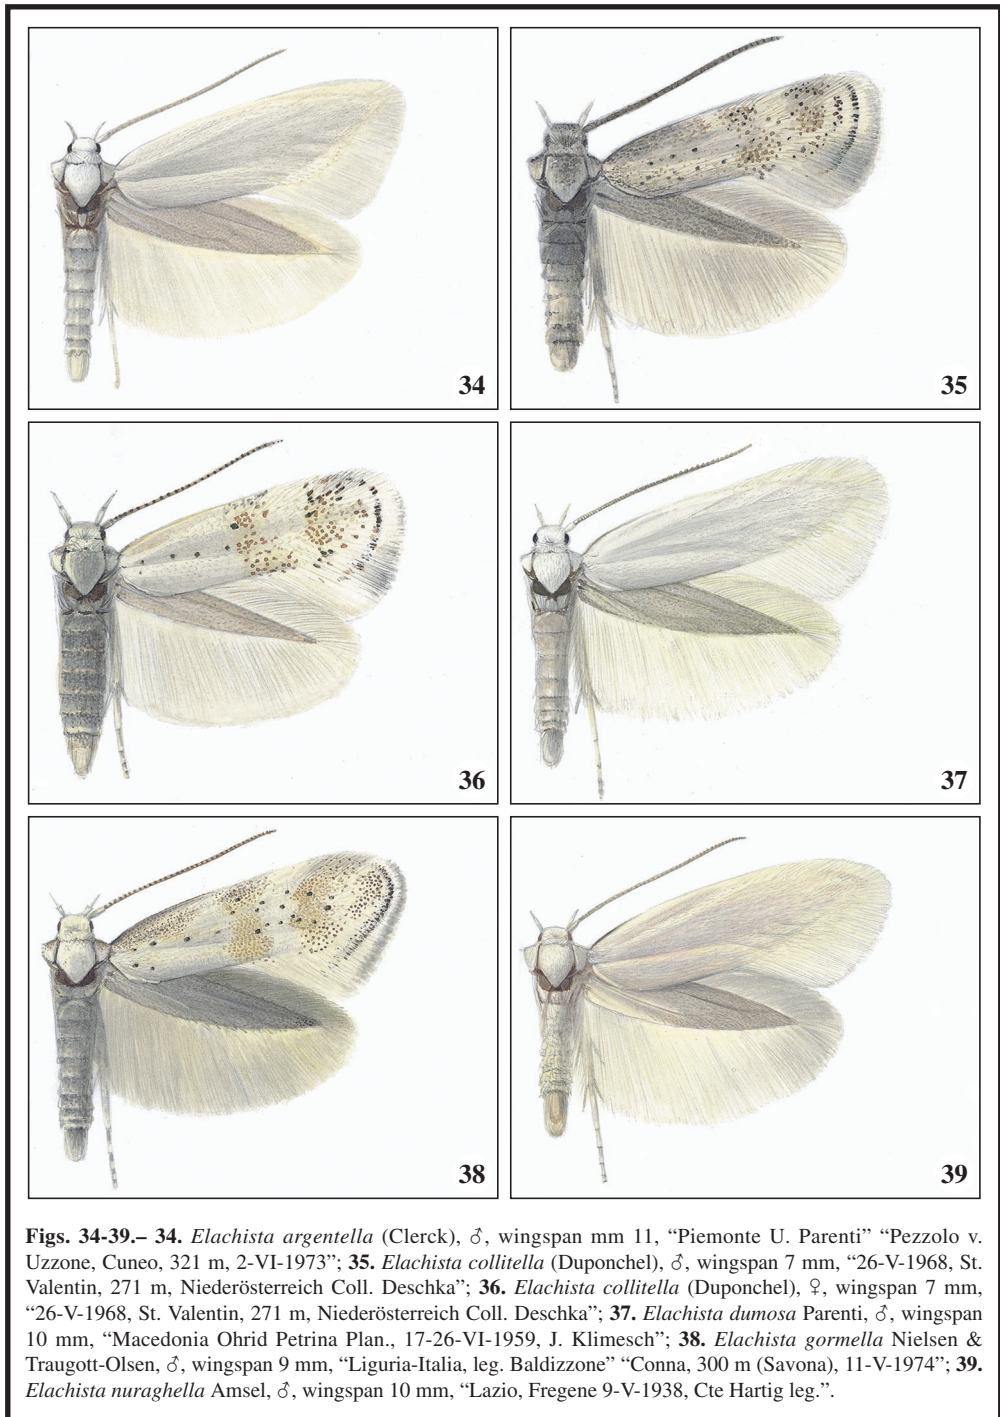 34
35
36
37
38
39
Figs. 34-39.– 34. Elachista argentella (Clerck), ♂, wingspan mm 11, “Piemonte U. Parenti” “Pezzolo v.
Uzzone, Cuneo, 321 m, 2-VI-1973”; 35. Elachista collitella (Duponchel), ♂, wingspan 7 mm, “26-V-1968, St.
Valentin, 271 m, Niederösterreich Coll. Deschka”; 36. Elachista collitella (Duponchel), ♀, wingspan 7 mm,
“26-V-1968, St. Valentin, 271 m, Niederösterreich Coll. Deschka”; 37. Elachista dumosa Parenti, ♂, wingspan
10 mm, “Macedonia Ohrid Petrina Plan., 17-26-VI-1959, J. Klimesch”; 38. Elachista gormella Nielsen &
Traugott-Olsen, ♂, wingspan 9 mm, “Liguria-Italia, leg. Baldizzone” “Conna, 300 m (Savona), 11-V-1974”; 39.
Elachista nuraghella Amsel, ♂, wingspan 10 mm, “Lazio, Fregene 9-V-1938, Cte Hartig leg.”.